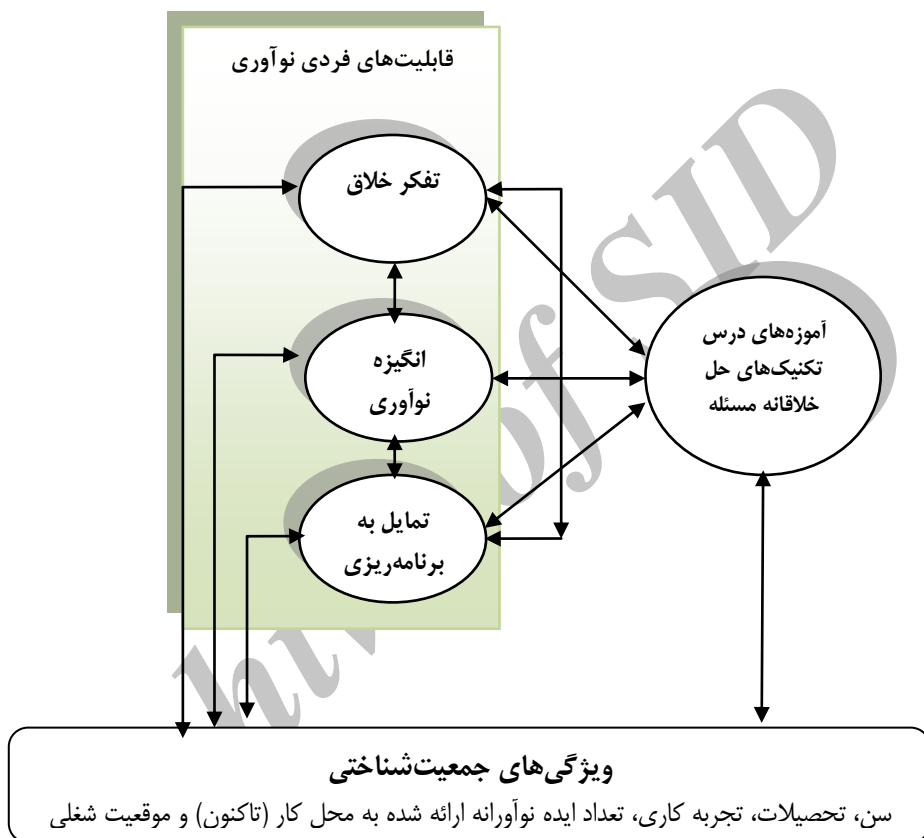 قابلیت‌های فردی نوآوری
تفکر خلاق
انگیزه
نوآوری
تمایل به
برنامه‌ریزی
آموزه‌های درس
تکنیک‌های حل
خلاقانه مسئله
ویژگی‌های جمعیت‌شناختی
سن، تحصیلات، تجربه کاری، تعداد ایده نوآورانه ارائه شده به محل کار (تاکنون) و موقعیت شغلی
of SID